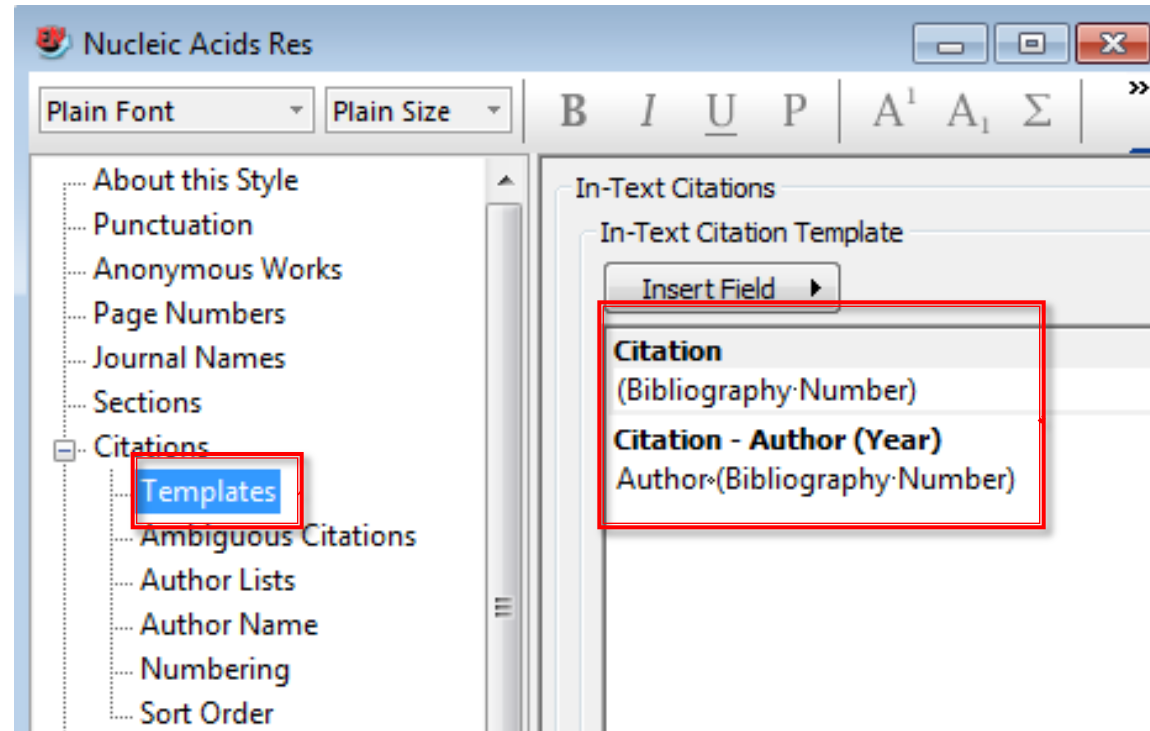 Nucleic Acids Res
Plain Font Plain Size B I U P A¹ A₁ Σ »
About this Style
Punctuation
Anonymous Works
Page Numbers
Journal Names
Sections
Citations
Templates
Ambiguous Citations
Author Lists
Author Name
Numbering
Sort Order
In-Text Citations
In-Text Citation Template
Insert Field
Citation
(Bibliography·Number)
Citation - Author (Year)
Author·(Bibliography·Number)